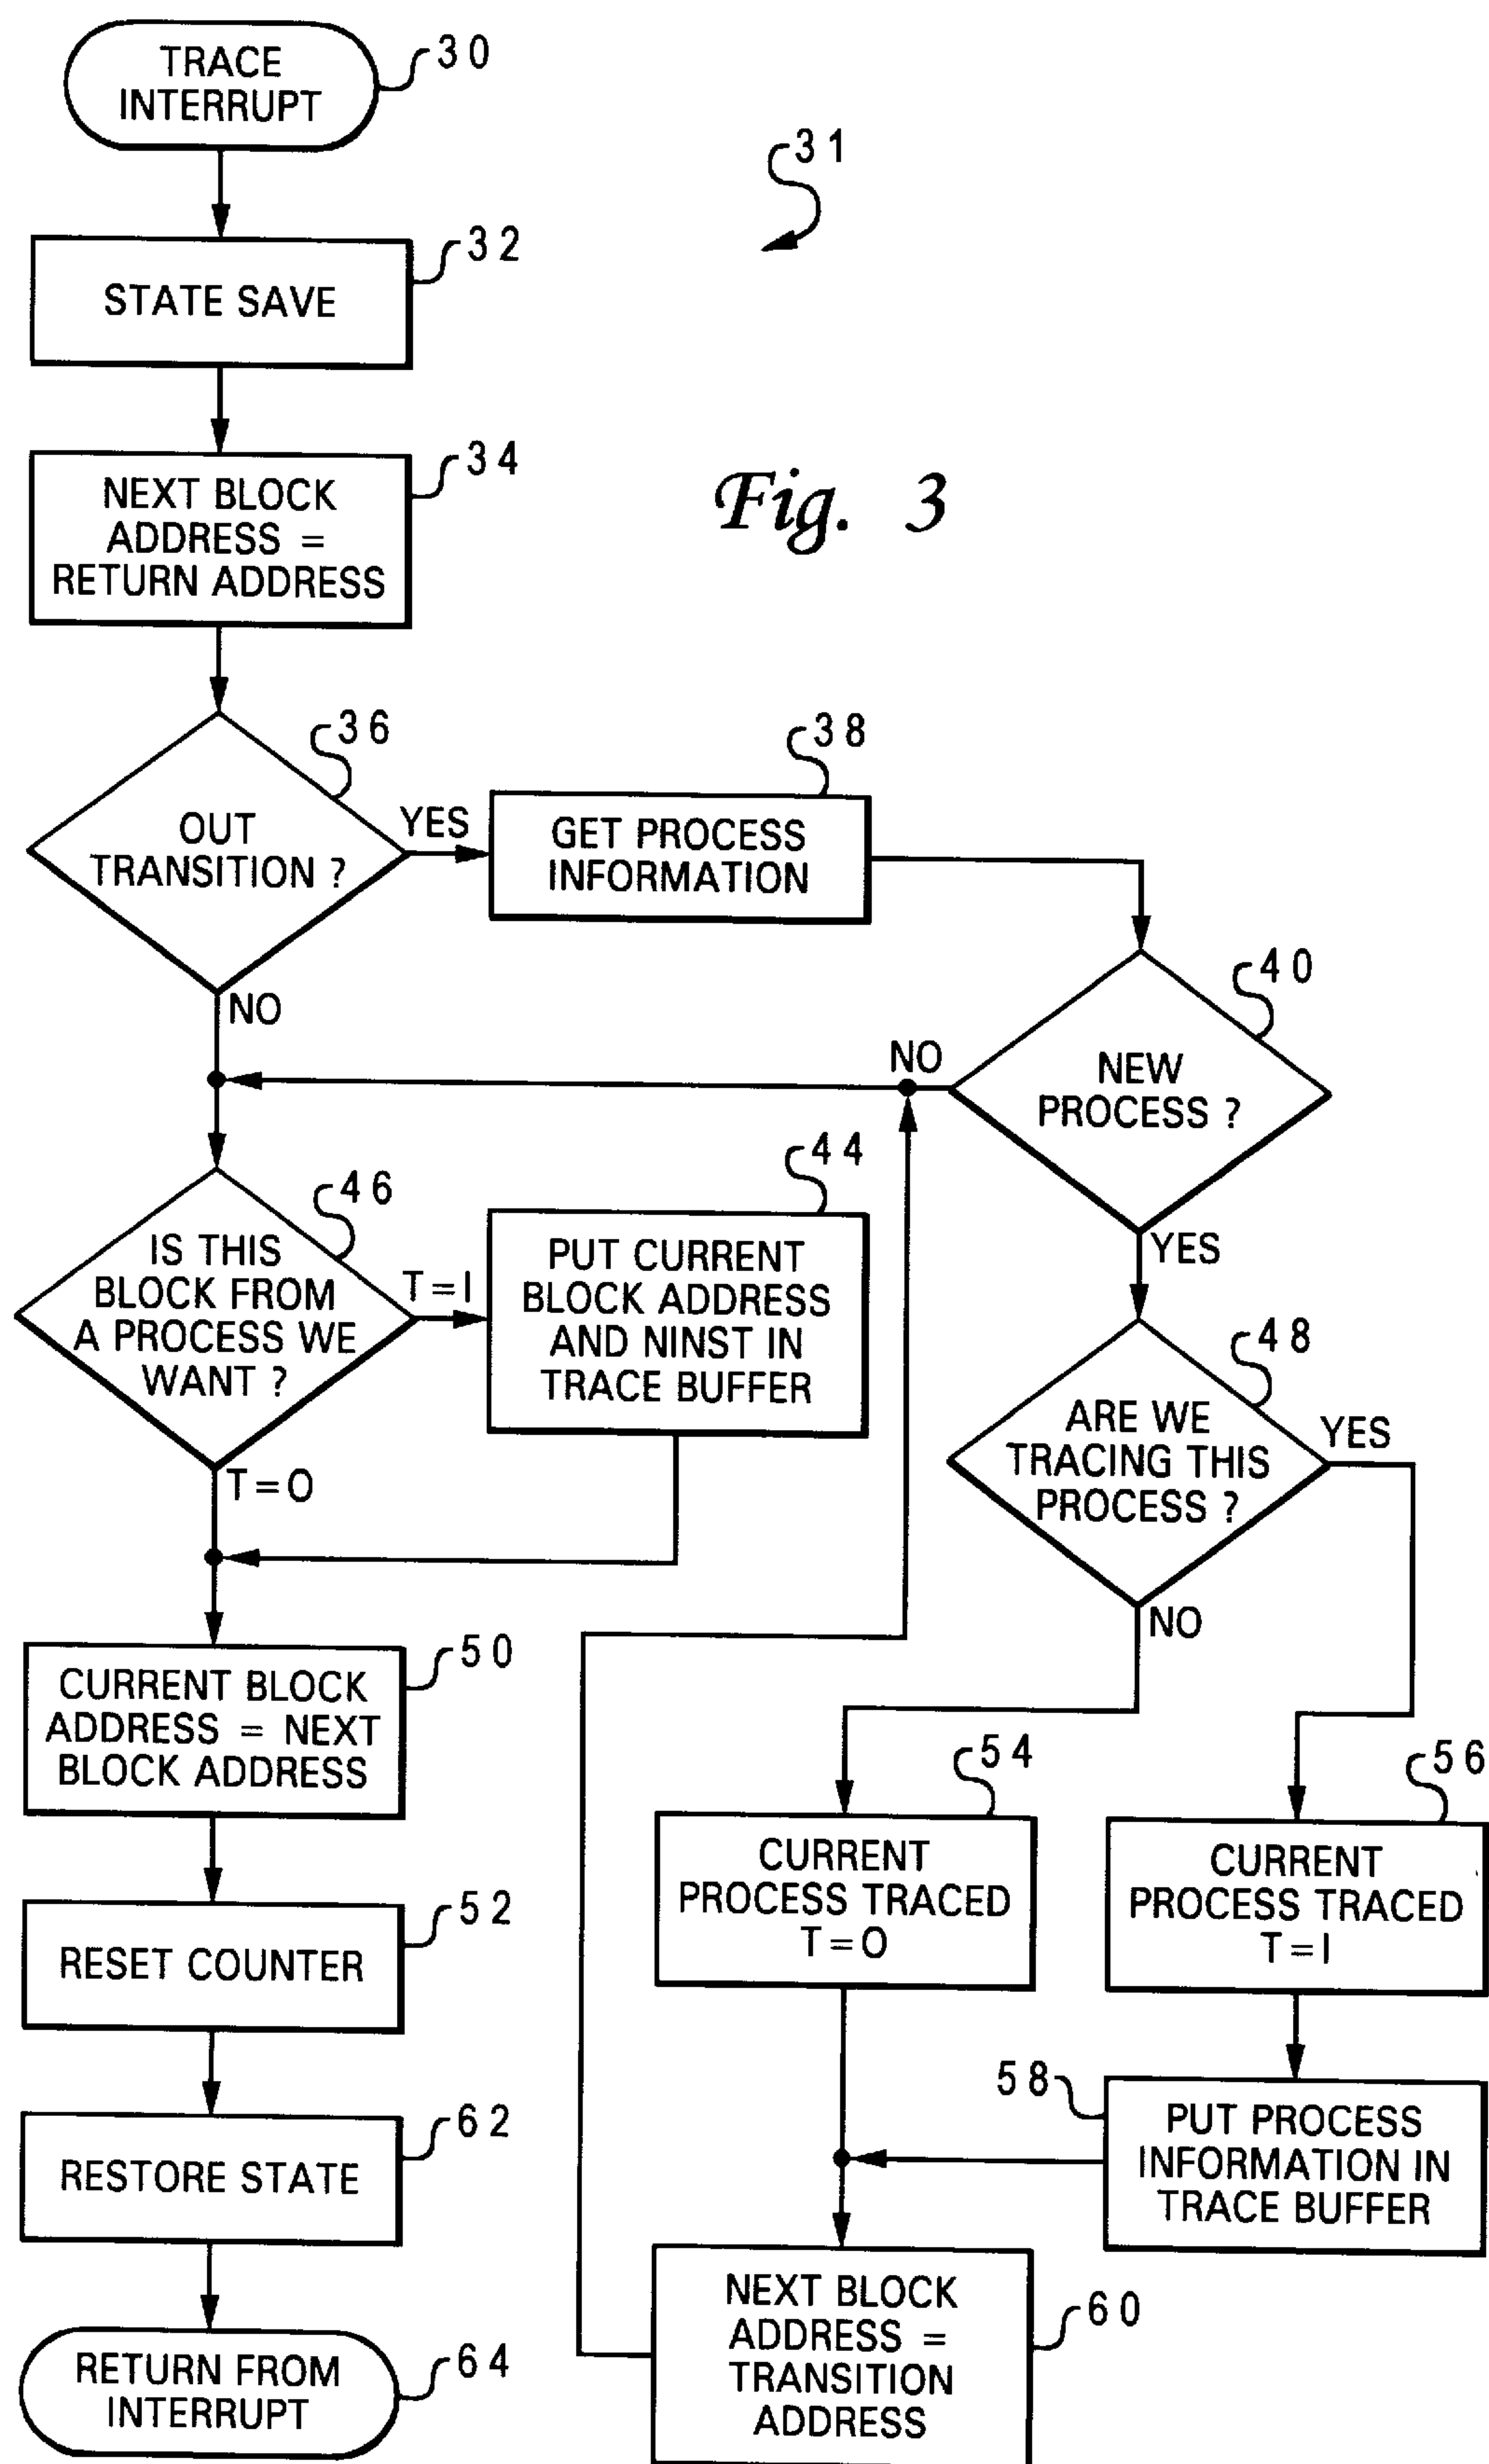 TRACE
INTERRUPT
30
31
STATE SAVE
32
NEXT BLOCK
ADDRESS =
RETURN ADDRESS
34
Fig. 3
OUT
TRANSITION ?
36
YES
NO
GET PROCESS
INFORMATION
38
NEW
PROCESS ?
40
NO
YES
IS THIS
BLOCK FROM
A PROCESS WE
WANT ?
46
T=1
T=0
PUT CURRENT
BLOCK ADDRESS
AND NINST IN
TRACE BUFFER
44
ARE WE
TRACING THIS
PROCESS ?
48
YES
NO
CURRENT BLOCK
ADDRESS = NEXT
BLOCK ADDRESS
50
RESET COUNTER
52
CURRENT
PROCESS TRACED
T=0
54
CURRENT
PROCESS TRACED
T=1
56
RESTORE STATE
62
PUT PROCESS
INFORMATION IN
TRACE BUFFER
58
NEXT BLOCK
ADDRESS =
TRANSITION
ADDRESS
60
RETURN FROM
INTERRUPT
64